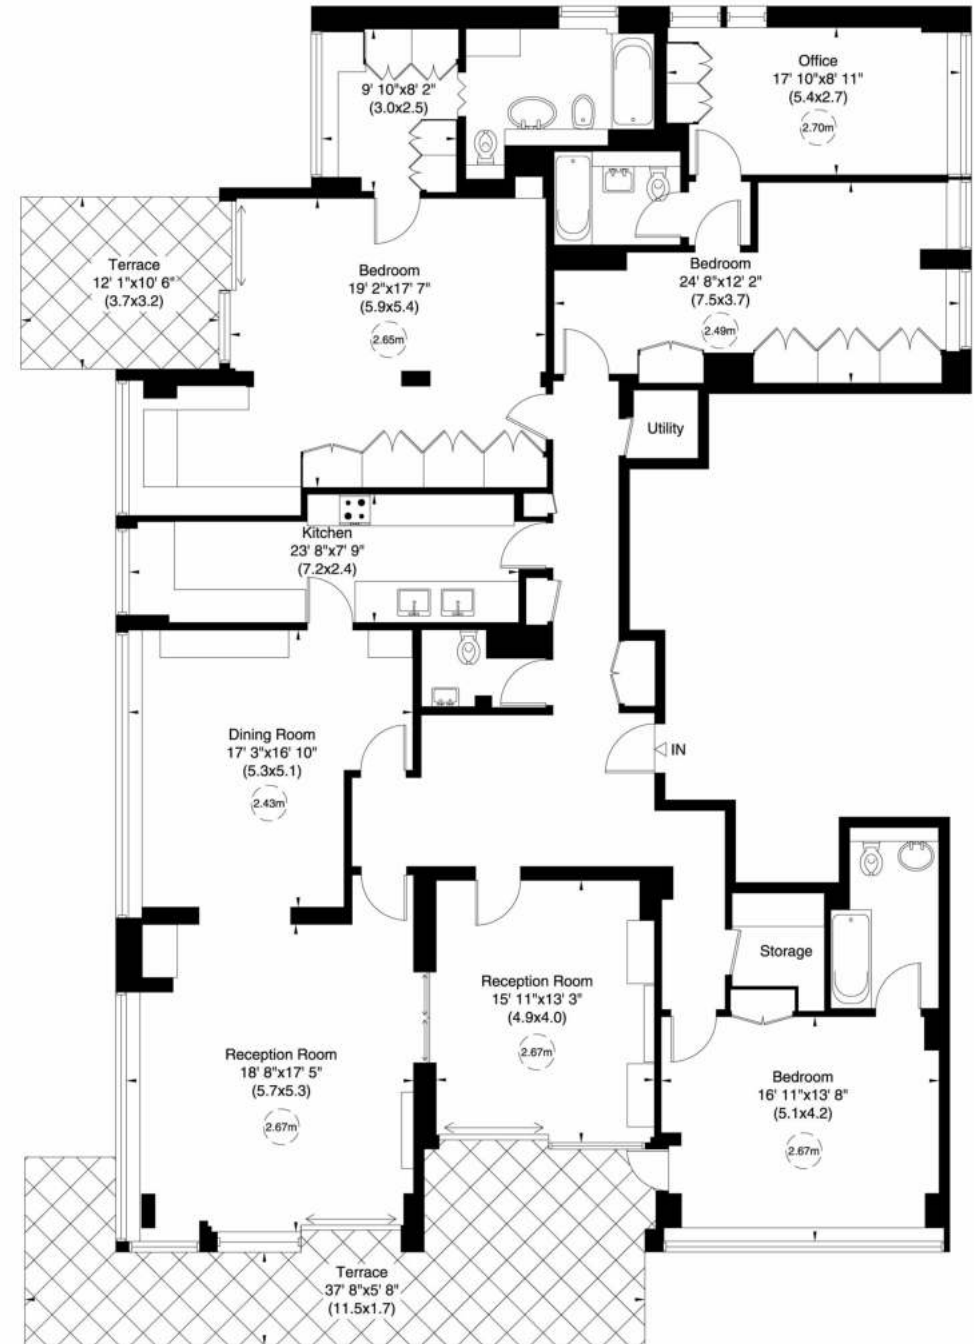 9' 10"x8' 2"
(3.0x2.5)
Office
17' 10"x8' 11"
(5.4x2.7)
2.70m
Terrace
12' 1"x10' 6"
(3.7x3.2)
Bedroom
19' 2"x17' 7"
(5.9x5.4)
2.65m
Bedroom
24' 8"x12' 2"
(7.5x3.7)
2.49m
Utility
Kitchen
23' 8"x7' 9"
(7.2x2.4)
Dining Room
17' 3"x16' 10"
(5.3x5.1)
2.43m
IN
Storage
Reception Room
15' 11"x13' 3"
(4.9x4.0)
2.67m
Reception Room
18' 8"x17' 5"
(5.7x5.3)
2.67m
Bedroom
16' 11"x13' 8"
(5.1x4.2)
2.67m
Terrace
37' 8"x5' 8"
(11.5x1.7)